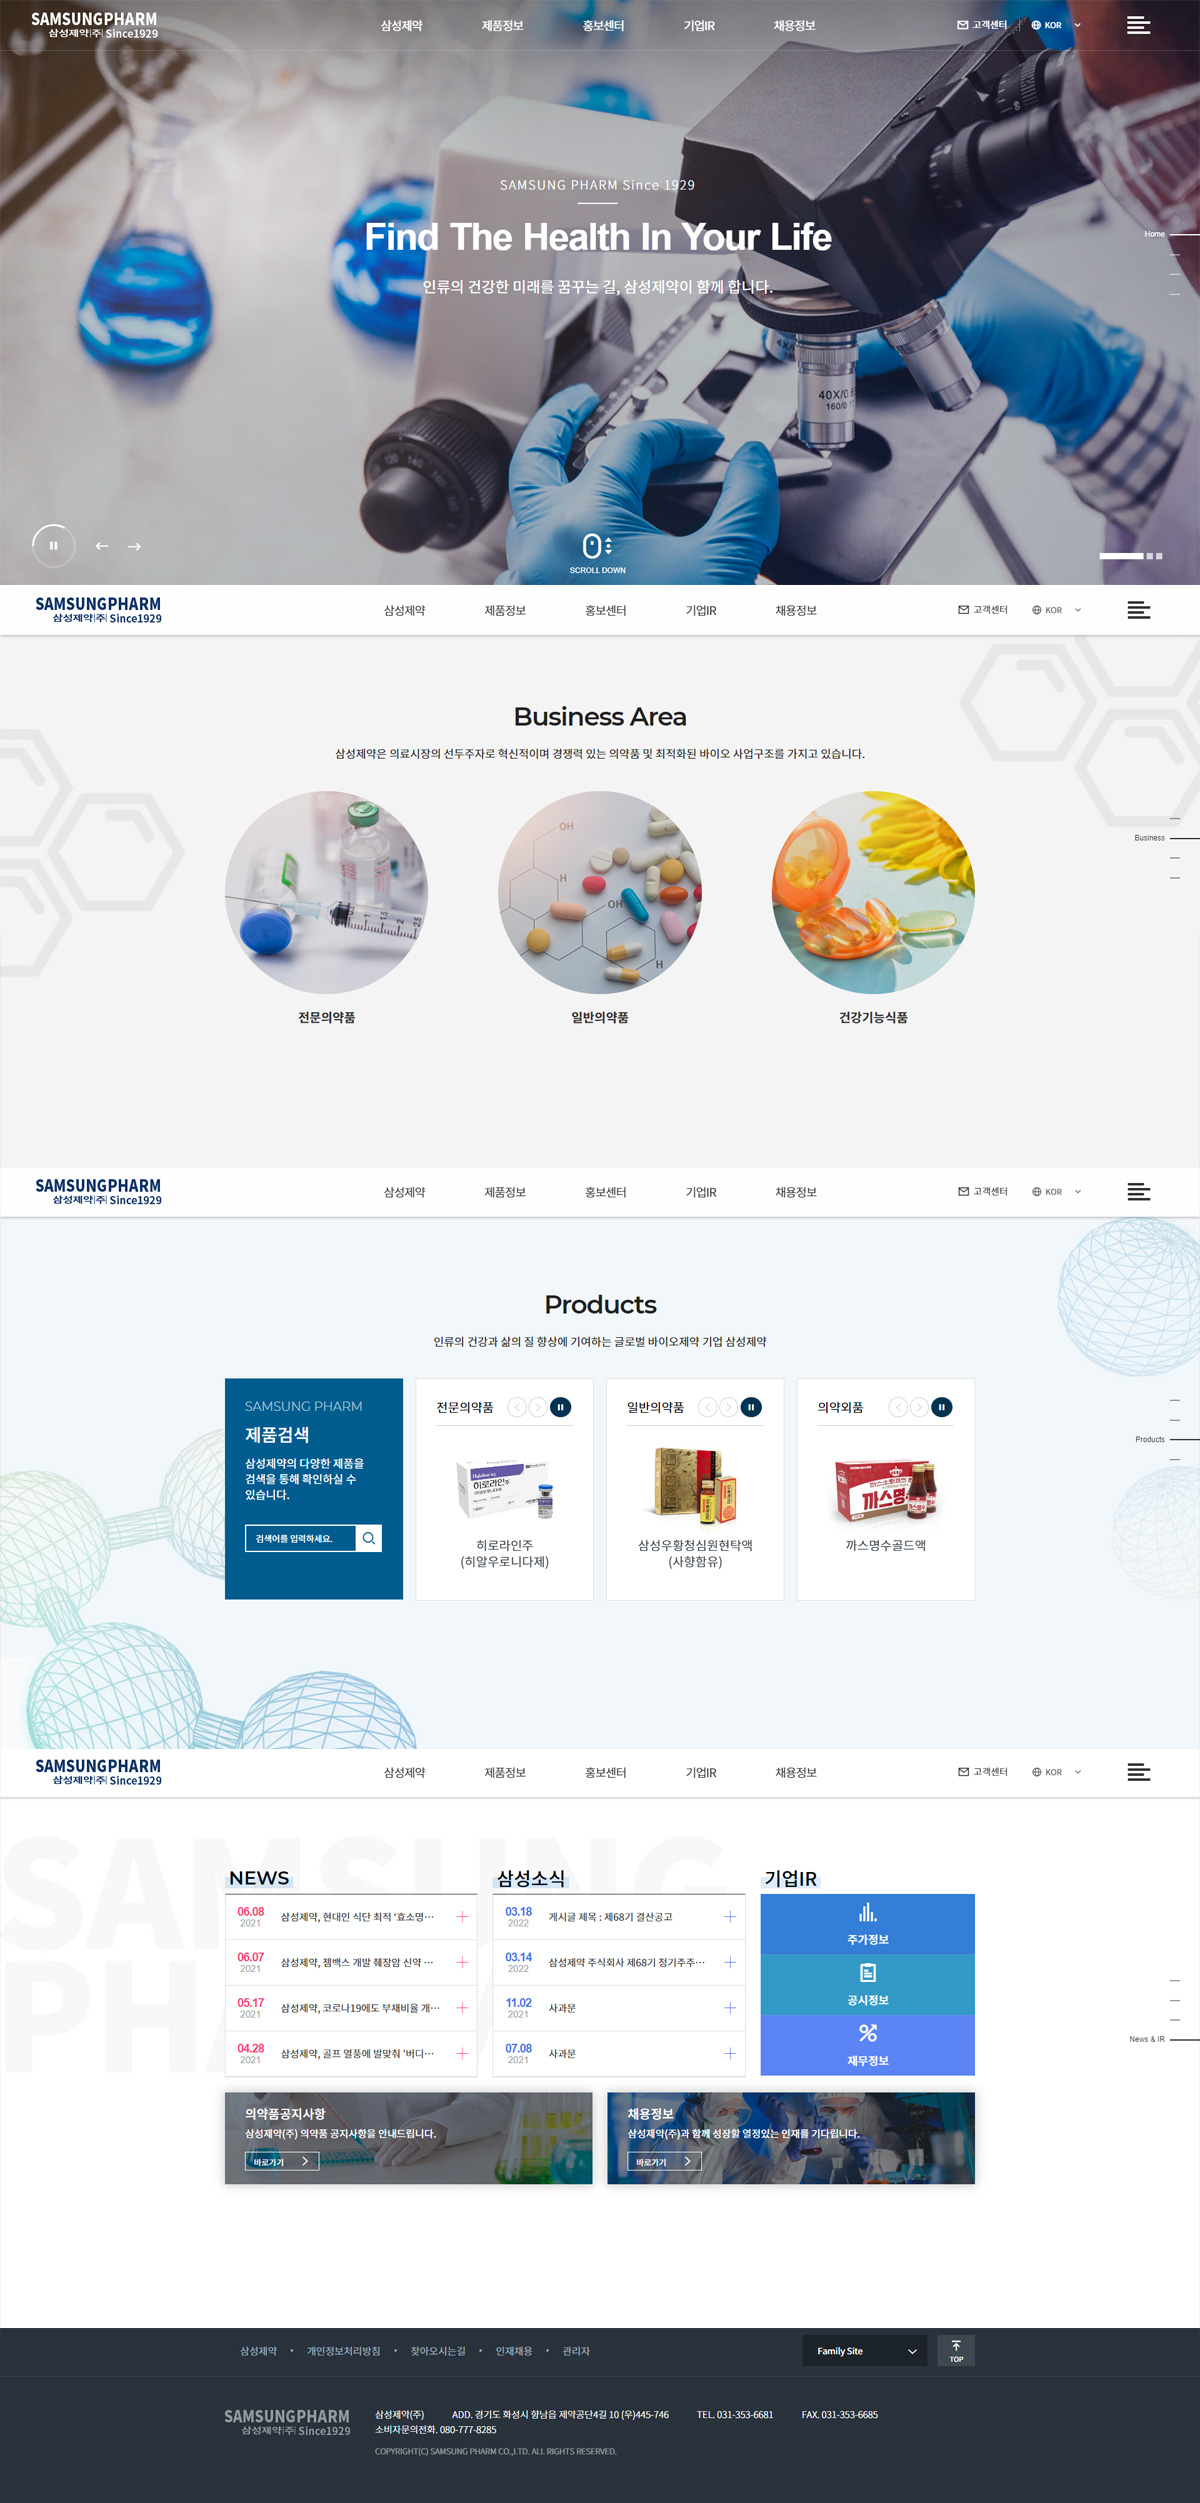 SAMSUNGPHARM
삼성제약(주) Since1929
삼성제약 제품정보 홍보센터 기업IR 채용정보
고객센터 KOR
SAMSUNG PHARM Since 1929
Find The Health In Your Life
인류의 건강한 미래를 꿈꾸는 길, 삼성제약이 함께 합니다.
Home
40X/0.6
160/0.17
SCROLL DOWN
SAMSUNGPHARM
삼성제약(주) Since1929
삼성제약 제품정보 홍보센터 기업IR 채용정보
고객센터 KOR
Business Area
삼성제약은 의료시장의 선두주자로 혁신적이며 경쟁력 있는 의약품 및 최적화된 바이오 사업구조를 가지고 있습니다.
OH
H
OH
H
Business
전문의약품
일반의약품
건강기능식품
SAMSUNGPHARM
삼성제약(주) Since1929
삼성제약 제품정보 홍보센터 기업IR 채용정보
고객센터 KOR
Products
인류의 건강과 삶의 질 향상에 기여하는 글로벌 바이오제약 기업 삼성제약
Products
SAMSUNG PHARM
제품검색
삼성제약의 다양한 제품을
검색을 통해 확인하실 수
있습니다.
검색어를 입력하세요.
전문의약품
히로라인주
히로라인주
(히알우로니다제)
일반의약품
삼성우황청심원현탁액
(사향함유)
의약외품
까스명수
까스명수골드액
SAMSUNGPHARM
삼성제약(주) Since1929
삼성제약 제품정보 홍보센터 기업IR 채용정보
고객센터 KOR
SAMSUNG
NEWS
06.08
2021
삼성제약, 현대인 식단 최적 ‘효소명…
06.07
2021
삼성제약, 젬백스 개발 췌장암 신약 …
05.17
2021
삼성제약, 코로나19에도 부채비율 개…
04.28
2021
삼성제약, 골프 열풍에 발맞춰 '버디…
삼성소식
03.18
2022
게시글 제목 : 제68기 결산공고
03.14
2022
삼성제약 주식회사 제68기 정기주주…
11.02
2021
사과문
07.08
2021
사과문
기업IR
주가정보
공시정보
재무정보
News & IR
의약품공지사항
삼성제약(주) 의약품 공지사항을 안내드립니다.
바로가기
채용정보
삼성제약(주)과 함께 성장할 열정있는 인재를 기다립니다.
바로가기
삼성제약 • 개인정보처리방침 • 찾아오시는길 • 인재채용 • 관리자
Family Site
TOP
SAMSUNGPHARM
삼성제약(주) Since1929
삼성제약(주) ADD. 경기도 화성시 향남읍 제약공단4길 10 (우)445-746 TEL. 031-353-6681 FAX. 031-353-6685
소비자문의전화. 080-777-8285
COPYRIGHT(C) SAMSUNG PHARM CO.,LTD. ALL RIGHTS RESERVED.